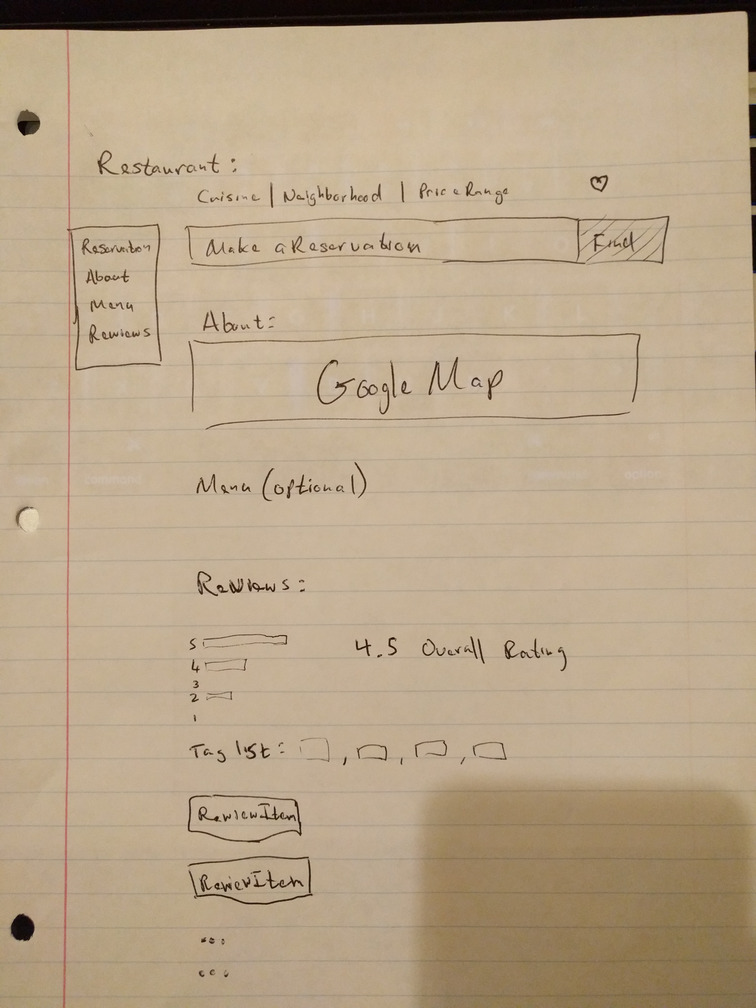 Restaurant:
Cuisine | Neighborhood | Price Range
Reservation
About
Menu
Reviews
Make a Reservation
Find
About:
Google Map
Menu (optional)
Reviews:
5
4
3
2
1
4.5 Overall Rating
Tag list: , , ,
ReviewItem
ReviewItem
...
...